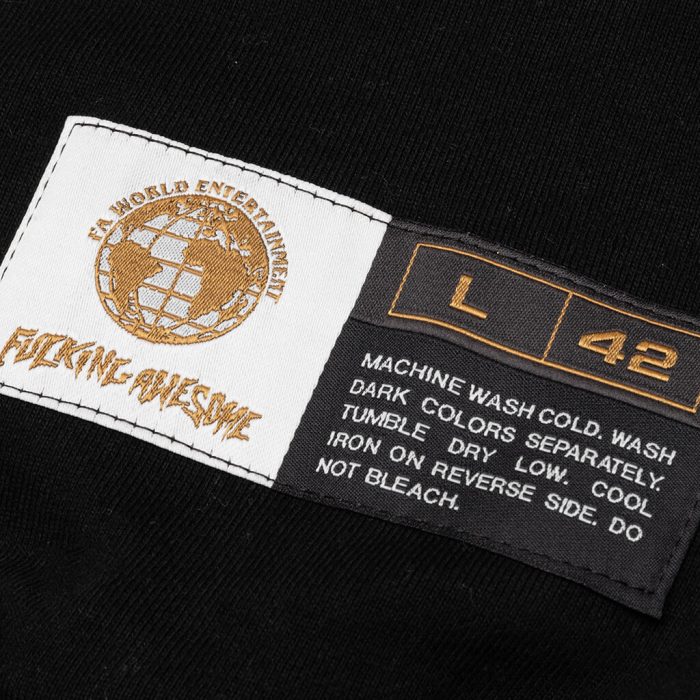 FA WORLD ENTERTAINMENT
FUCKING AWESOME
L 42
MACHINE WASH COLD. WASH
DARK COLORS SEPARATELY.
TUMBLE DRY LOW. COOL
IRON ON REVERSE SIDE. DO
NOT BLEACH.